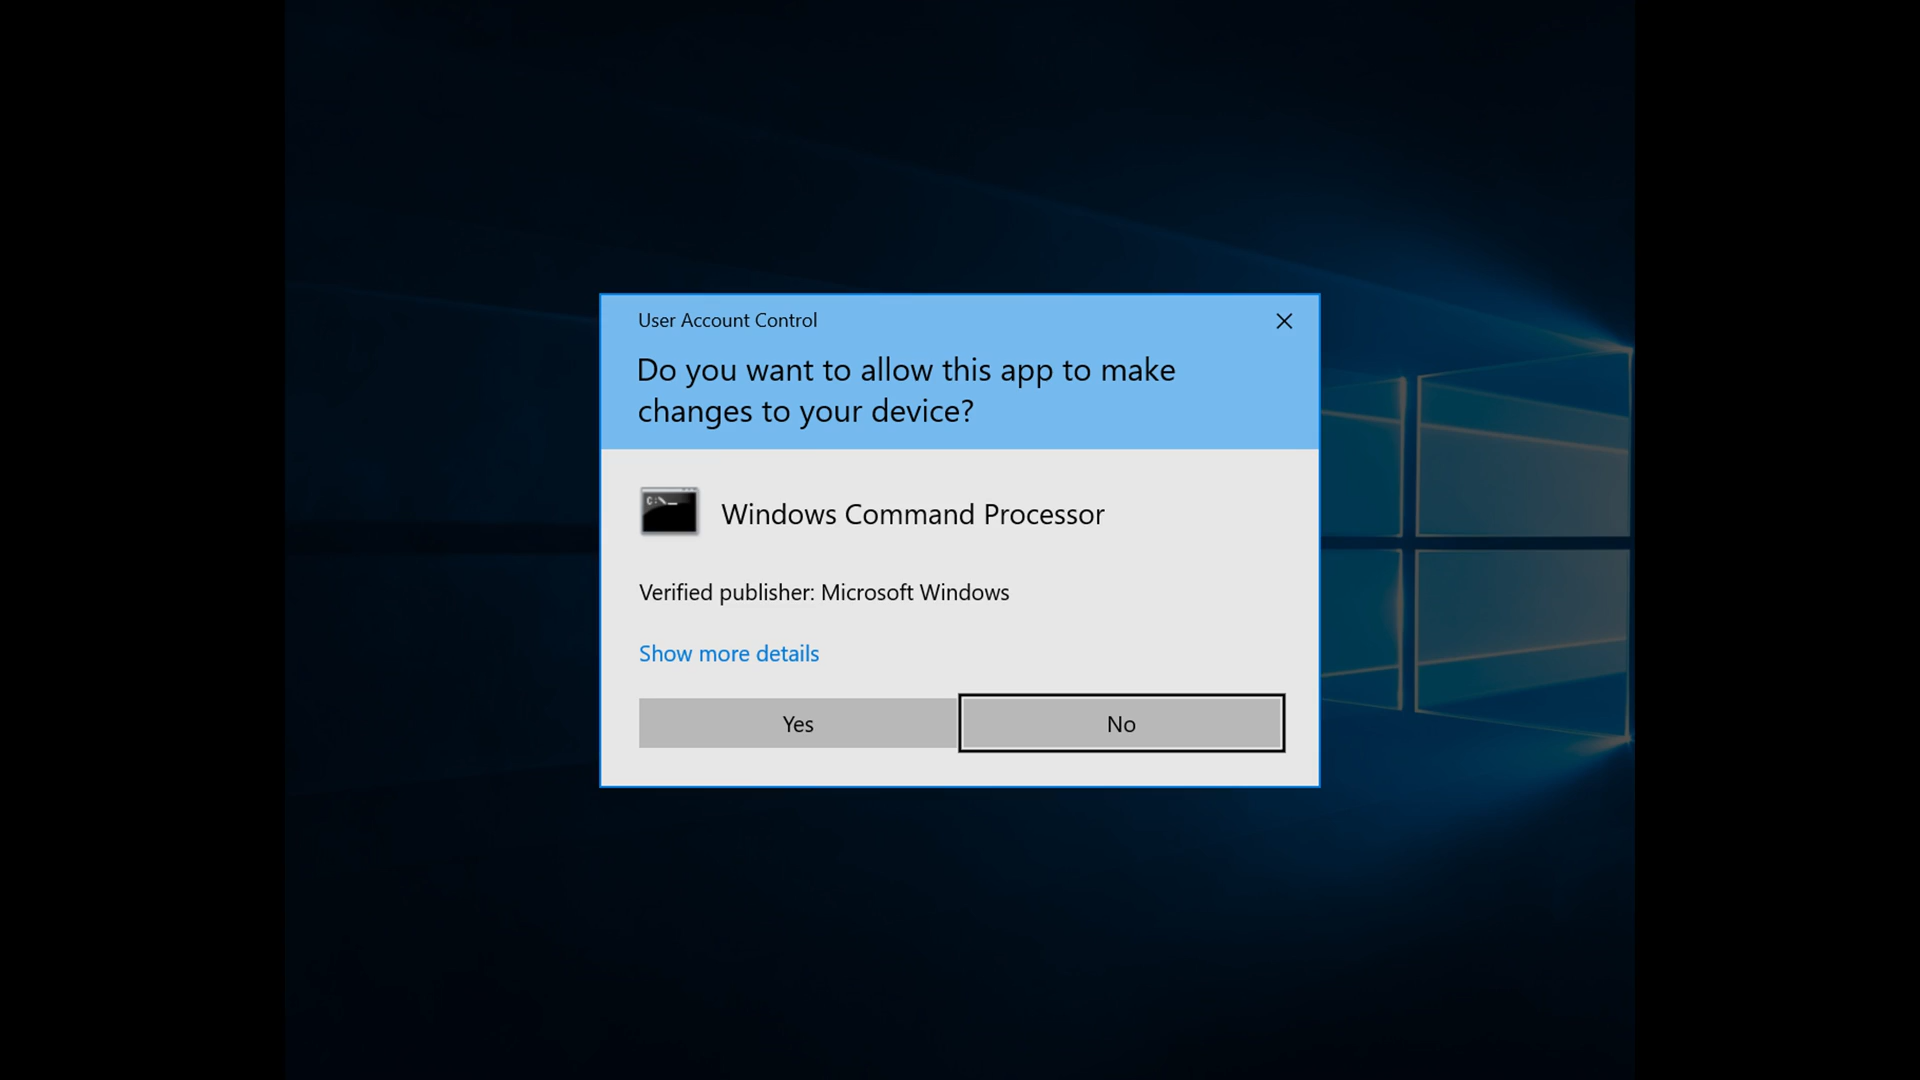 User Account Control
Do you want to allow this app to make
changes to your device?
C:\_
Windows Command Processor
Verified publisher: Microsoft Windows
Show more details
Yes
No